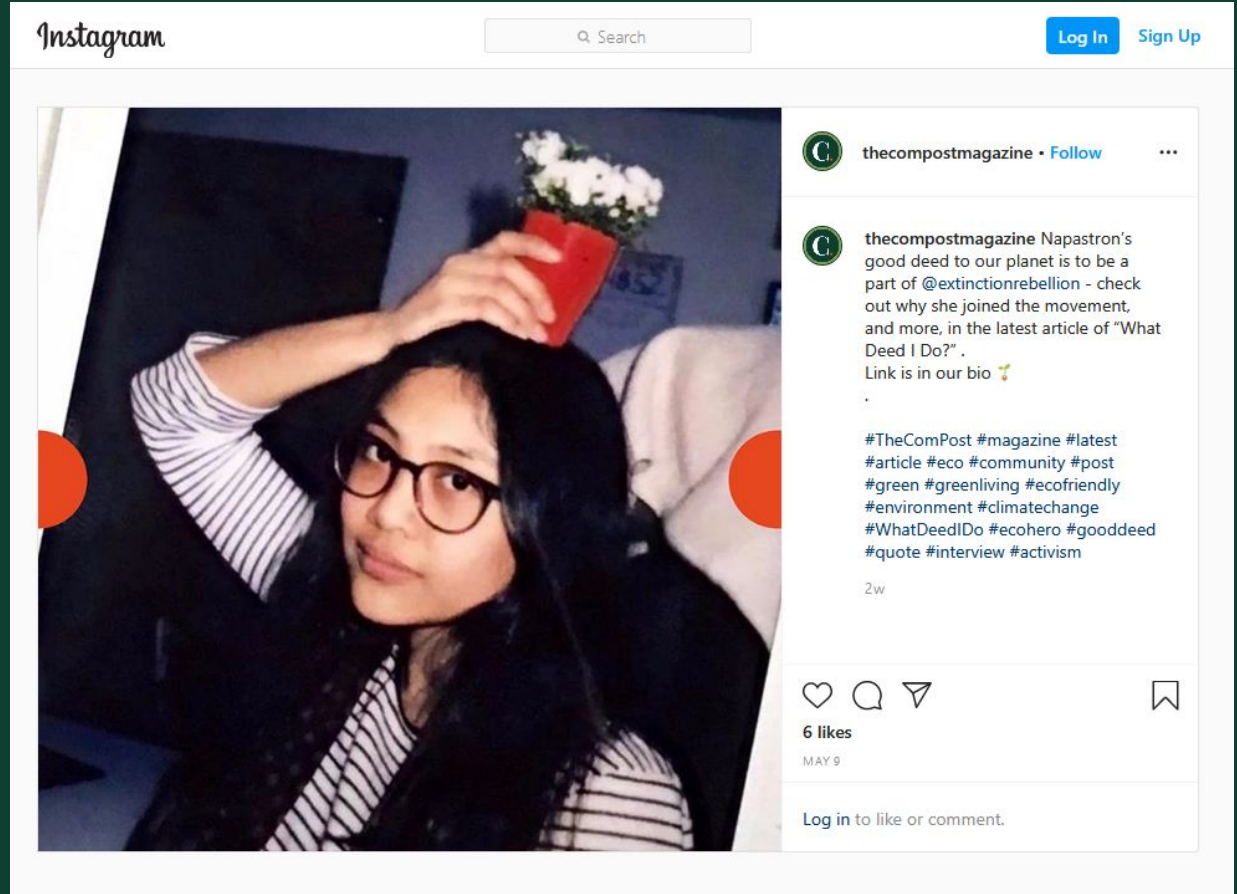 Instagram
Search
Log In
Sign Up
C.
thecompostmagazine • Follow
C.
thecompostmagazine Napastron’s
good deed to our planet is to be a
part of @extinctionrebellion - check
out why she joined the movement,
and more, in the latest article of “What
Deed I Do?” .
Link is in our bio 🌱
.
#TheComPost #magazine #latest
#article #eco #community #post
#green #greenliving #ecofriendly
#environment #climatechange
#WhatDeedIDo #ecohero #gooddeed
#quote #interview #activism
2w
6 likes
MAY 9
Log in to like or comment.